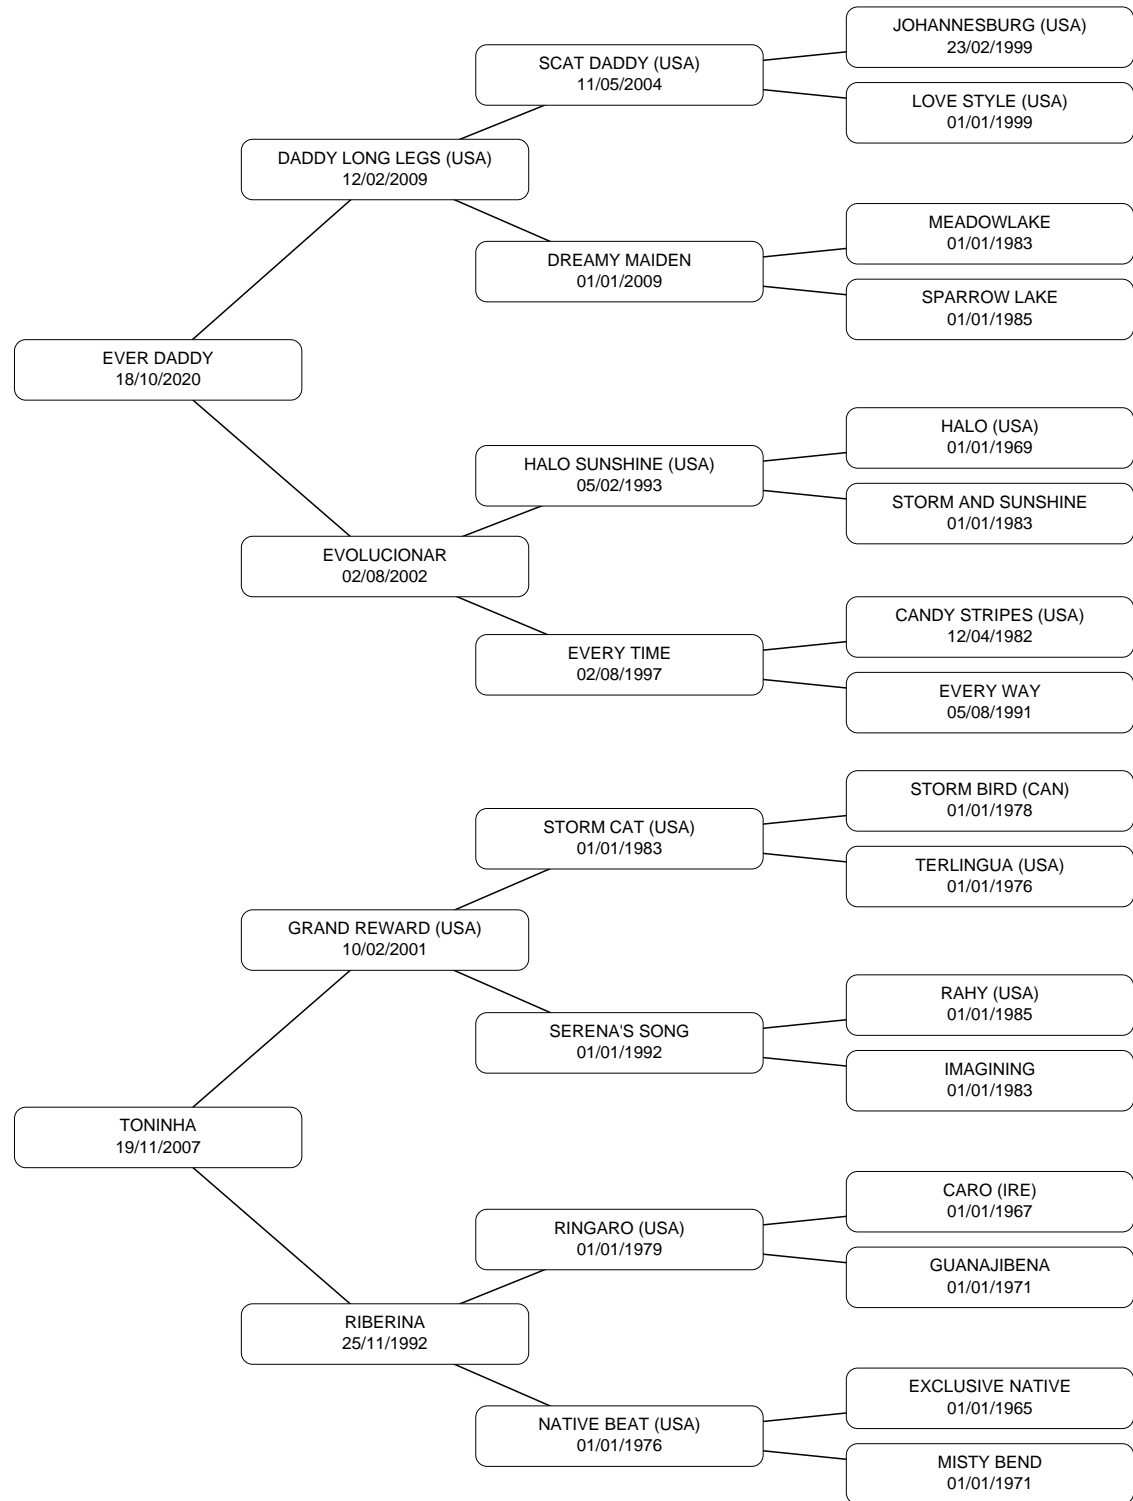 JOHANNESBURG (USA)
23/02/1999
SCAT DADDY (USA)
11/05/2004
LOVE STYLE (USA)
01/01/1999
DADDY LONG LEGS (USA)
12/02/2009
MEADOWLAKE
01/01/1983
DREAMY MAIDEN
01/01/2009
SPARROW LAKE
01/01/1985
EVER DADDY
18/10/2020
HALO (USA)
01/01/1969
HALO SUNSHINE (USA)
05/02/1993
STORM AND SUNSHINE
01/01/1983
EVOLUCIONAR
02/08/2002
CANDY STRIPES (USA)
12/04/1982
EVERY TIME
02/08/1997
EVERY WAY
05/08/1991
STORM BIRD (CAN)
01/01/1978
STORM CAT (USA)
01/01/1983
TERLINGUA (USA)
01/01/1976
GRAND REWARD (USA)
10/02/2001
RAHY (USA)
01/01/1985
SERENA'S SONG
01/01/1992
IMAGINING
01/01/1983
TONINHA
19/11/2007
CARO (IRE)
01/01/1967
RINGARO (USA)
01/01/1979
GUANAJIBENA
01/01/1971
RIBERINA
25/11/1992
EXCLUSIVE NATIVE
01/01/1965
NATIVE BEAT (USA)
01/01/1976
MISTY BEND
01/01/1971